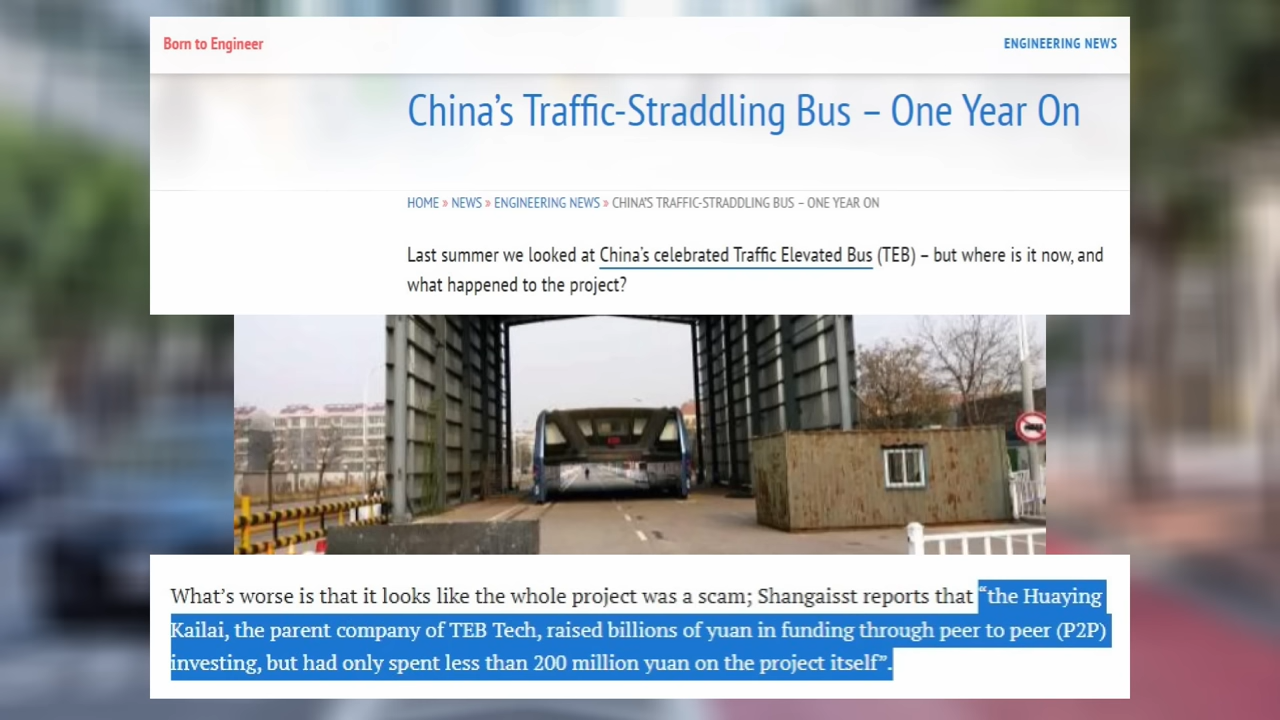 Born to Engineer
ENGINEERING NEWS
China’s Traffic-Straddling Bus – One Year On
HOME » NEWS » ENGINEERING NEWS » CHINA'S TRAFFIC-STRADDLING BUS – ONE YEAR ON
Last summer we looked at China’s celebrated Traffic Elevated Bus (TEB) – but where is it now, and
what happened to the project?
What’s worse is that it looks like the whole project was a scam; Shangaisst reports that “the Huaying
Kailai, the parent company of TEB Tech, raised billions of yuan in funding through peer to peer (P2P)
investing, but had only spent less than 200 million yuan on the project itself”.